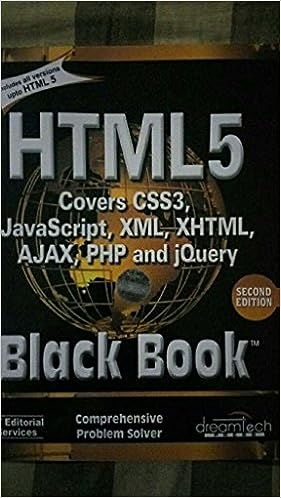 Includes all versions
upto HTML 5
HTML5
Covers CSS3,
JavaScript, XML, XHTML,
AJAX, PHP and jQuery
SECOND
EDITION
Black Book™
Editorial
Services
Comprehensive
Problem Solver
dreamtech
PRESS